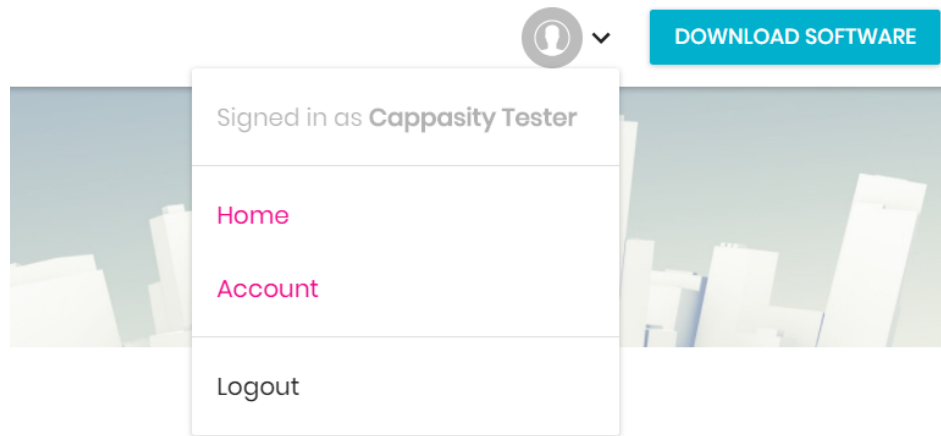 DOWNLOAD SOFTWARE
Signed in as Cappasity Tester
Home
Account
Logout